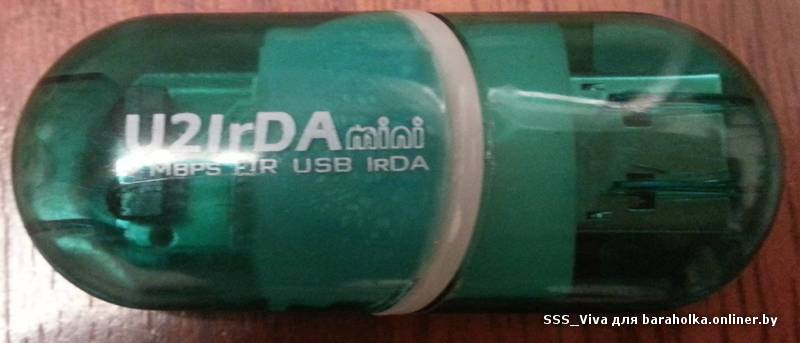 U2IrDA mini
MBPS FIR USB IrDA
SSS_Viva для baraholka.onliner.by